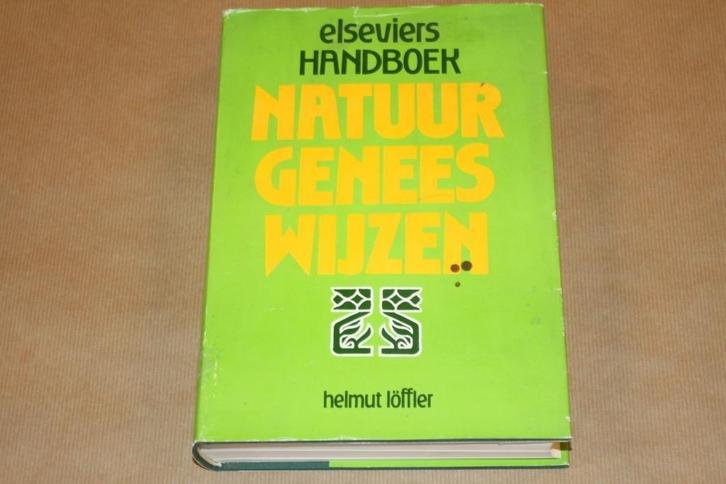 elseviers
HANDBOEK
NATUUR
GENEES
WIJZEN
helmut löffler